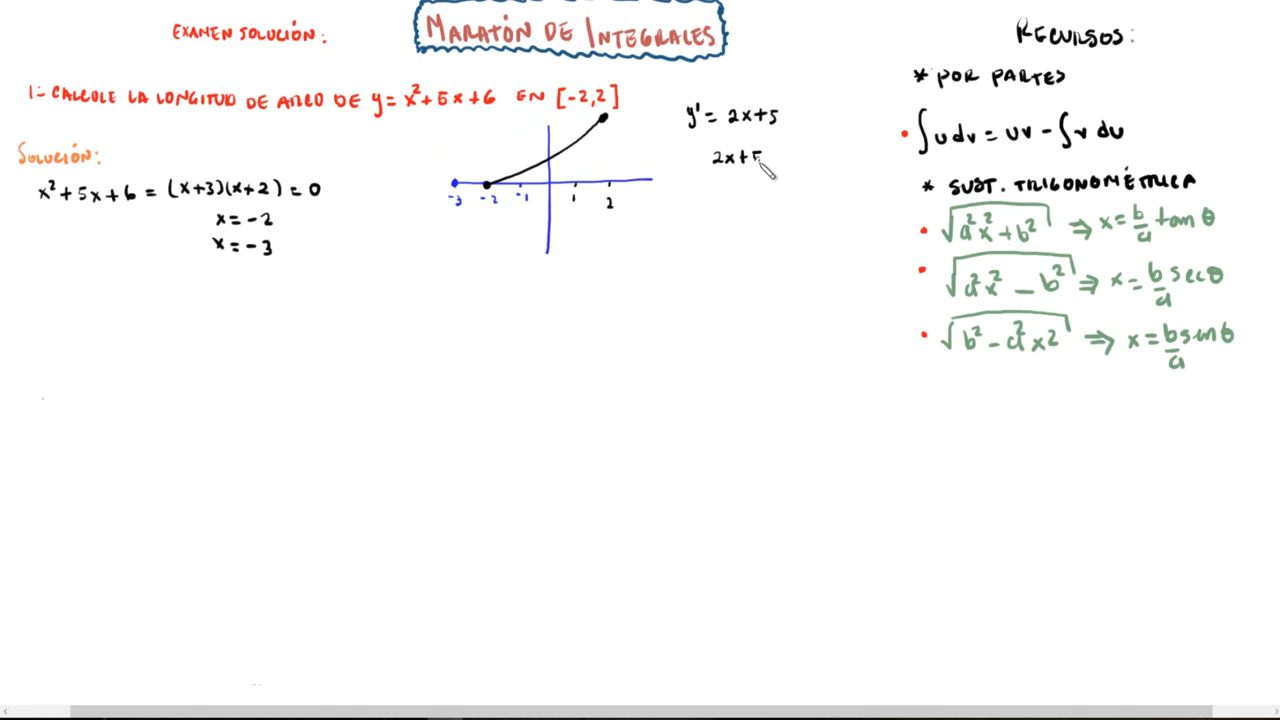 EXAMEN SOLUCIÓN:
MARATÓN DE INTEGRALES
RECURSOS:
1.- CALCULE LA LONGITUD DE ARCO DE y = x² + 5x + 6 EN [-2,2]
SOLUCIÓN:
x² + 5x + 6 = (x+3)(x+2) = 0
x = -2
x = -3
-3 -2 -1 1 2
y' = 2x+5
2x+5
* POR PARTES
• ∫u dv = uv - ∫v du
* SUST. TRIGONOMÉTRICA
• √(a²x² + b²) ⇒ x = b/a tan θ
• √(a²x² - b²) ⇒ x = b/a sec θ
• √(b² - a²x²) ⇒ x = b/a sin θ